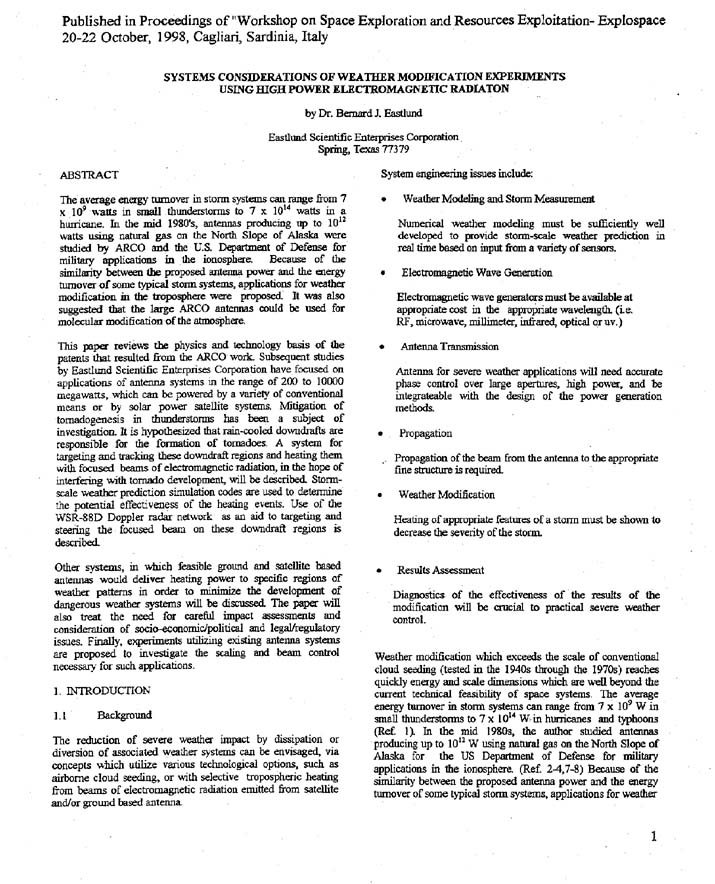 Published in Proceedings of "Workshop on Space Exploration and Resources Exploitation- Explospace
20-22 October, 1998, Cagliari, Sardinia, Italy
SYSTEMS CONSIDERATIONS OF WEATHER MODIFICATION EXPERIMENTS
USING HIGH POWER ELECTROMAGNETIC RADIATON
by Dr. Bernard J. Eastlund
Eastlund Scientific Enterprises Corporation
Spring, Texas 77379
ABSTRACT
The average energy turnover in storm systems can range from 7
x 10⁹ watts in small thunderstorms to 7 x 10¹⁴ watts in a
hurricane. In the mid 1980's, antennas producing up to 10¹²
watts using natural gas on the North Slope of Alaska were
studied by ARCO and the U.S. Department of Defense for
military applications in the ionosphere. Because of the
similarity between the proposed antenna power and the energy
turnover of some typical storm systems, applications for weather
modification in the troposphere were proposed. It was also
suggested that the large ARCO antennas could be used for
molecular modification of the atmosphere.
This paper reviews the physics and technology basis of the
patents that resulted from the ARCO work. Subsequent studies
by Eastlund Scientific Enterprises Corporation have focused on
applications of antenna systems in the range of 200 to 10000
megawatts, which can be powered by a variety of conventional
means or by solar power satellite systems. Mitigation of
tornadogenesis in thunderstorms has been a subject of
investigation. It is hypothesized that rain-cooled downdrafts are
responsible for the formation of tornadoes. A system for
targeting and tracking these downdraft regions and heating them
with focused beams of electromagnetic radiation, in the hope of
interfering with tornado development, will be described. Storm-
scale weather prediction simulation codes are used to determine
the potential effectiveness of the heating events. Use of the
WSR-88D Doppler radar network as an aid to targeting and
steering the focused beam on these downdraft regions is
described.
Other systems, in which feasible ground and satellite based
antennas would deliver heating power to specific regions of
weather patterns in order to minimize the development of
dangerous weather systems will be discussed. The paper will
also treat the need for careful impact assessments and
consideration of socio-economic/political and legal/regulatory
issues. Finally, experiments utilizing existing antenna systems
are proposed to investigate the scaling and beam control
necessary for such applications.
1. INTRODUCTION
1.1 Background
The reduction of severe weather impact by dissipation or
diversion of associated weather systems can be envisaged, via
concepts which utilize various technological options, such as
airborne cloud seeding, or with selective tropospheric heating
from beams of electromagnetic radiation emitted from satellite
and/or ground based antenna.
System engineering issues include:
• Weather Modeling and Storm Measurement
Numerical weather modeling must be sufficiently well
developed to provide storm-scale weather prediction in
real time based on input from a variety of sensors.
• Electromagnetic Wave Generation
Electromagnetic wave generators must be available at
appropriate cost in the appropriate wavelength (i.e.
RF, microwave, millimeter, infrared, optical or uv.)
• Antenna Transmission
Antenna for severe weather applications will need accurate
phase control over large apertures, high power, and be
integrateable with the design of the power generation
methods.
• Propagation
Propagation of the beam from the antenna to the appropriate
fine structure is required.
• Weather Modification
Heating of appropriate features of a storm must be shown to
decrease the severity of the storm.
• Results Assessment
Diagnostics of the effectiveness of the results of the
modification will be crucial to practical severe weather
control.
Weather modification which exceeds the scale of conventional
cloud seeding (tested in the 1940s through the 1970s) reaches
quickly energy and scale dimensions which are well beyond the
current technical feasibility of space systems. The average
energy turnover in storm systems can range from 7 x 10⁹ W in
small thunderstorms to 7 x 10¹⁴ W in hurricanes and typhoons
(Ref. 1). In the mid 1980s, the author studied antennas
producing up to 10¹² W using natural gas on the North Slope of
Alaska for the US Department of Defense for military
applications in the ionosphere. (Ref. 2-4,7-8) Because of the
similarity between the proposed antenna power and the energy
turnover of some typical storm systems, applications for weather
1